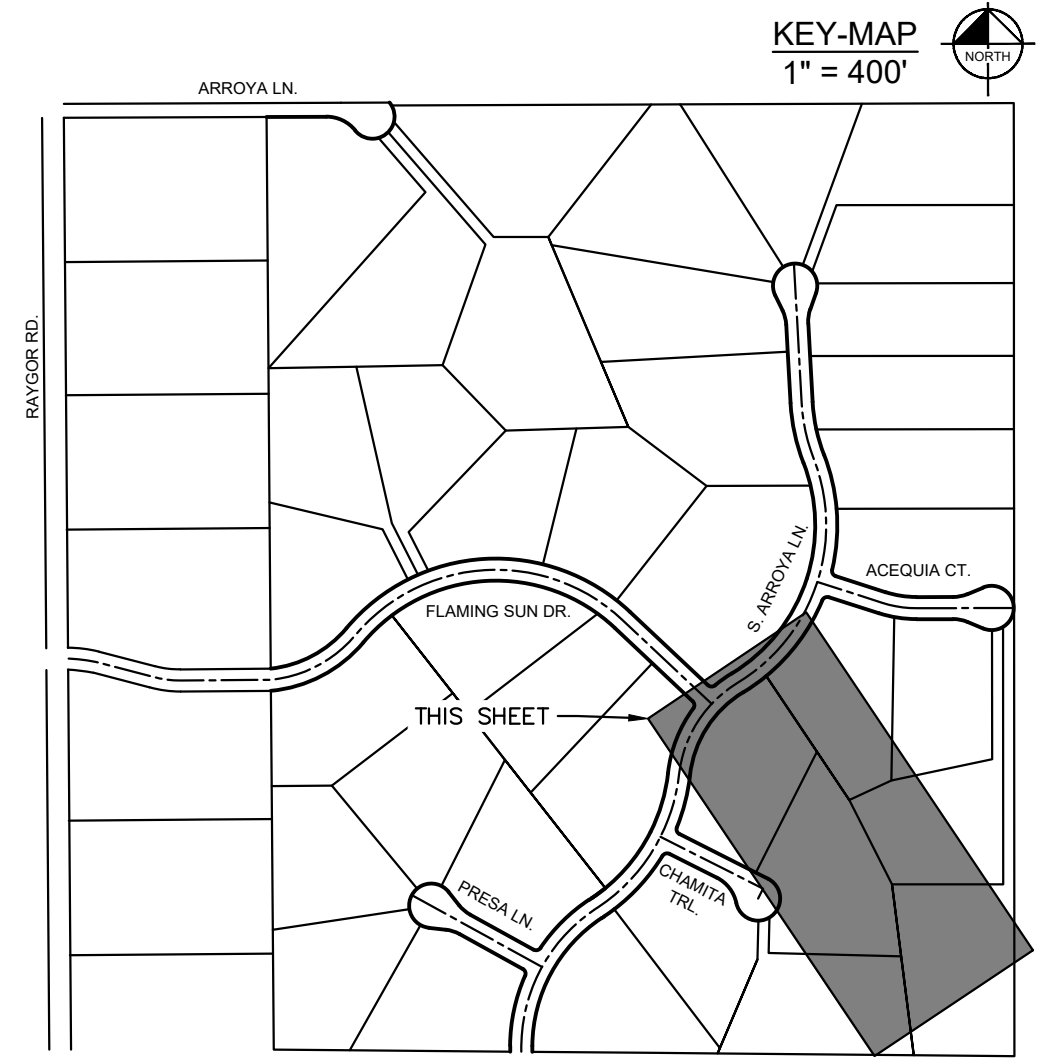 KEY-MAP
1" = 400'
NORTH
ARROYA LN.
RAYGOR RD.
S. ARROYA LN.
ACEQUIA CT.
FLAMING SUN DR.
THIS SHEET
CHAMITA
TRL.
PRESA LN.